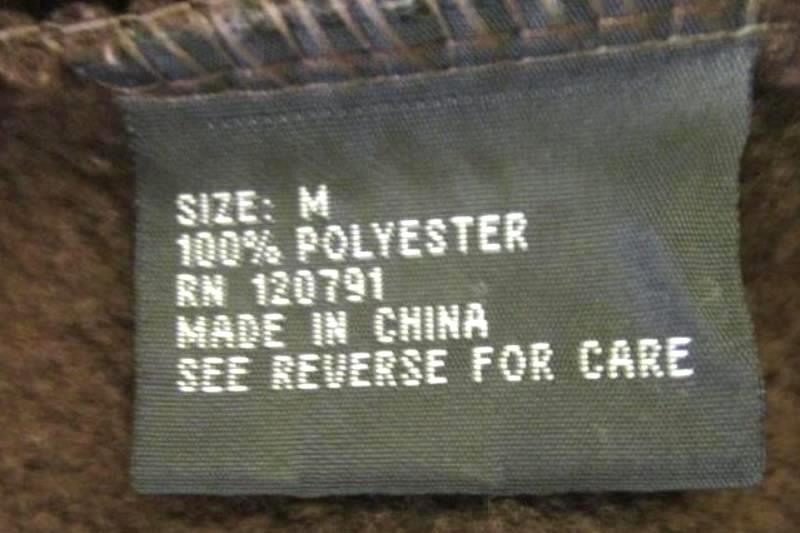 SIZE: M
100% POLYESTER
RN 120791
MADE IN CHINA
SEE REVERSE FOR CARE